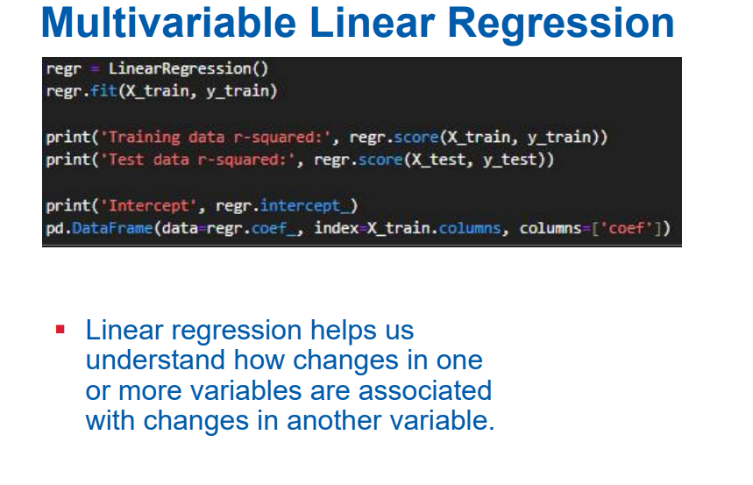 Multivariable Linear Regression
regr = LinearRegression()
regr.fit(X_train, y_train)
print('Training data r-squared:', regr.score(X_train, y_train))
print('Test data r-squared:', regr.score(X_test, y_test))
print('Intercept', regr.intercept_)
pd.DataFrame(data=regr.coef_, index=X_train.columns, columns=['coef'])
▪ Linear regression helps us
understand how changes in one
or more variables are associated
with changes in another variable.